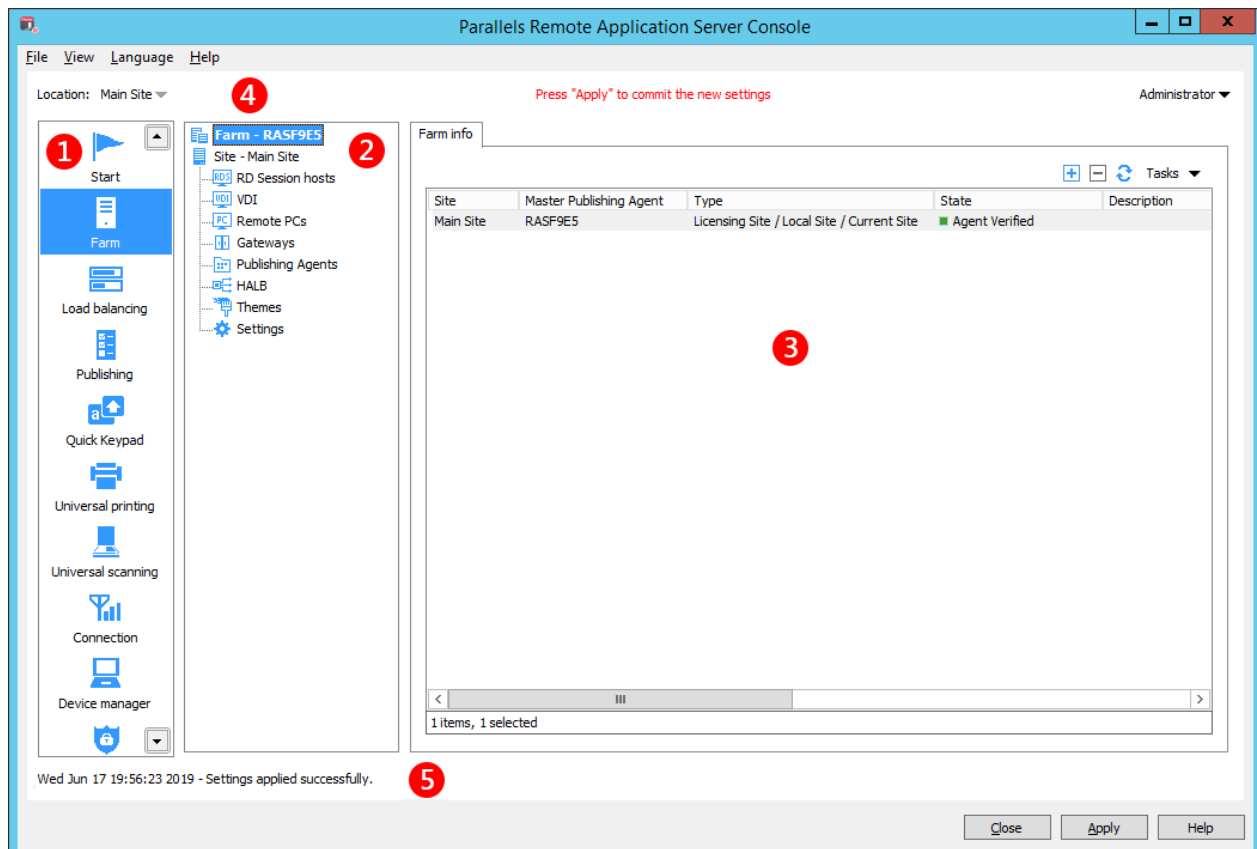 Parallels Remote Application Server Console
File View Language Help
Location: Main Site
4
Press "Apply" to commit the new settings
Administrator
1
Start
Farm
Load balancing
Publishing
a
Quick Keypad
Universal printing
Universal scanning
Connection
Device manager
2
Farm - RASF9E5
Site - Main Site
RDS RD Session hosts
VDI VDI
PC Remote PCs
Gateways
Publishing Agents
HALB
Themes
Settings
Farm info
Tasks
Site Master Publishing Agent Type State Description
Main Site RASF9E5 Licensing Site / Local Site / Current Site Agent Verified
3
1 items, 1 selected
Wed Jun 17 19:56:23 2019 - Settings applied successfully.
5
Close Apply Help